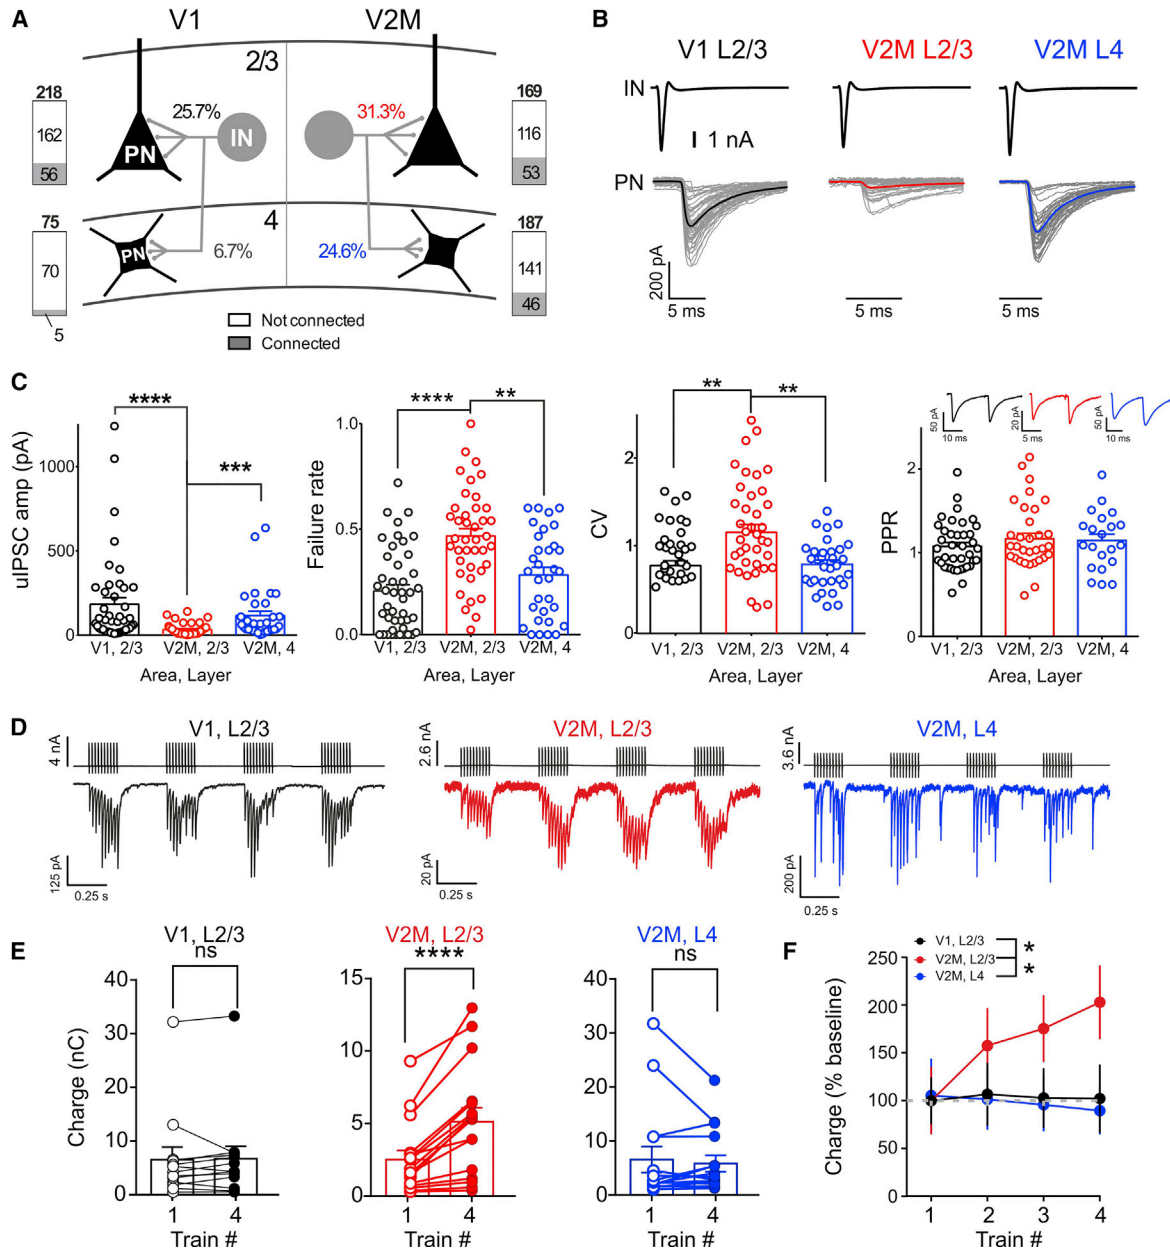 A
V1
V2M
2/3
218
162
56
25.7%
PN
IN
31.3%
169
116
53
75
70
5
4
PN
6.7%
24.6%
187
141
46
Not connected
Connected
B
V1 L2/3
V2M L2/3
V2M L4
IN
1 nA
PN
200 pA
5 ms
5 ms
5 ms
C
****
***
uIPSC amp (pA)
1000
500
0
V1, 2/3
V2M, 2/3
V2M, 4
Area, Layer
****
**
Failure rate
1.0
0.5
0.0
V1, 2/3
V2M, 2/3
V2M, 4
Area, Layer
**
**
CV
2
1
0
V1, 2/3
V2M, 2/3
V2M, 4
Area, Layer
50 pA
10 ms
20 pA
5 ms
50 pA
10 ms
PPR
2
1
0
V1, 2/3
V2M, 2/3
V2M, 4
Area, Layer
D
V1, L2/3
4 nA
125 pA
0.25 s
V2M, L2/3
2.6 nA
20 pA
0.25 s
V2M, L4
3.6 nA
200 pA
0.25 s
E
V1, L2/3
ns
Charge (nC)
40
30
20
10
0
1
4
Train #
V2M, L2/3
****
15
10
5
0
1
4
Train #
V2M, L4
ns
40
30
20
10
0
1
4
Train #
F
V1, L2/3
V2M, L2/3
V2M, L4
*
*
Charge (% baseline)
250
200
150
100
50
0
1
2
3
4
Train #